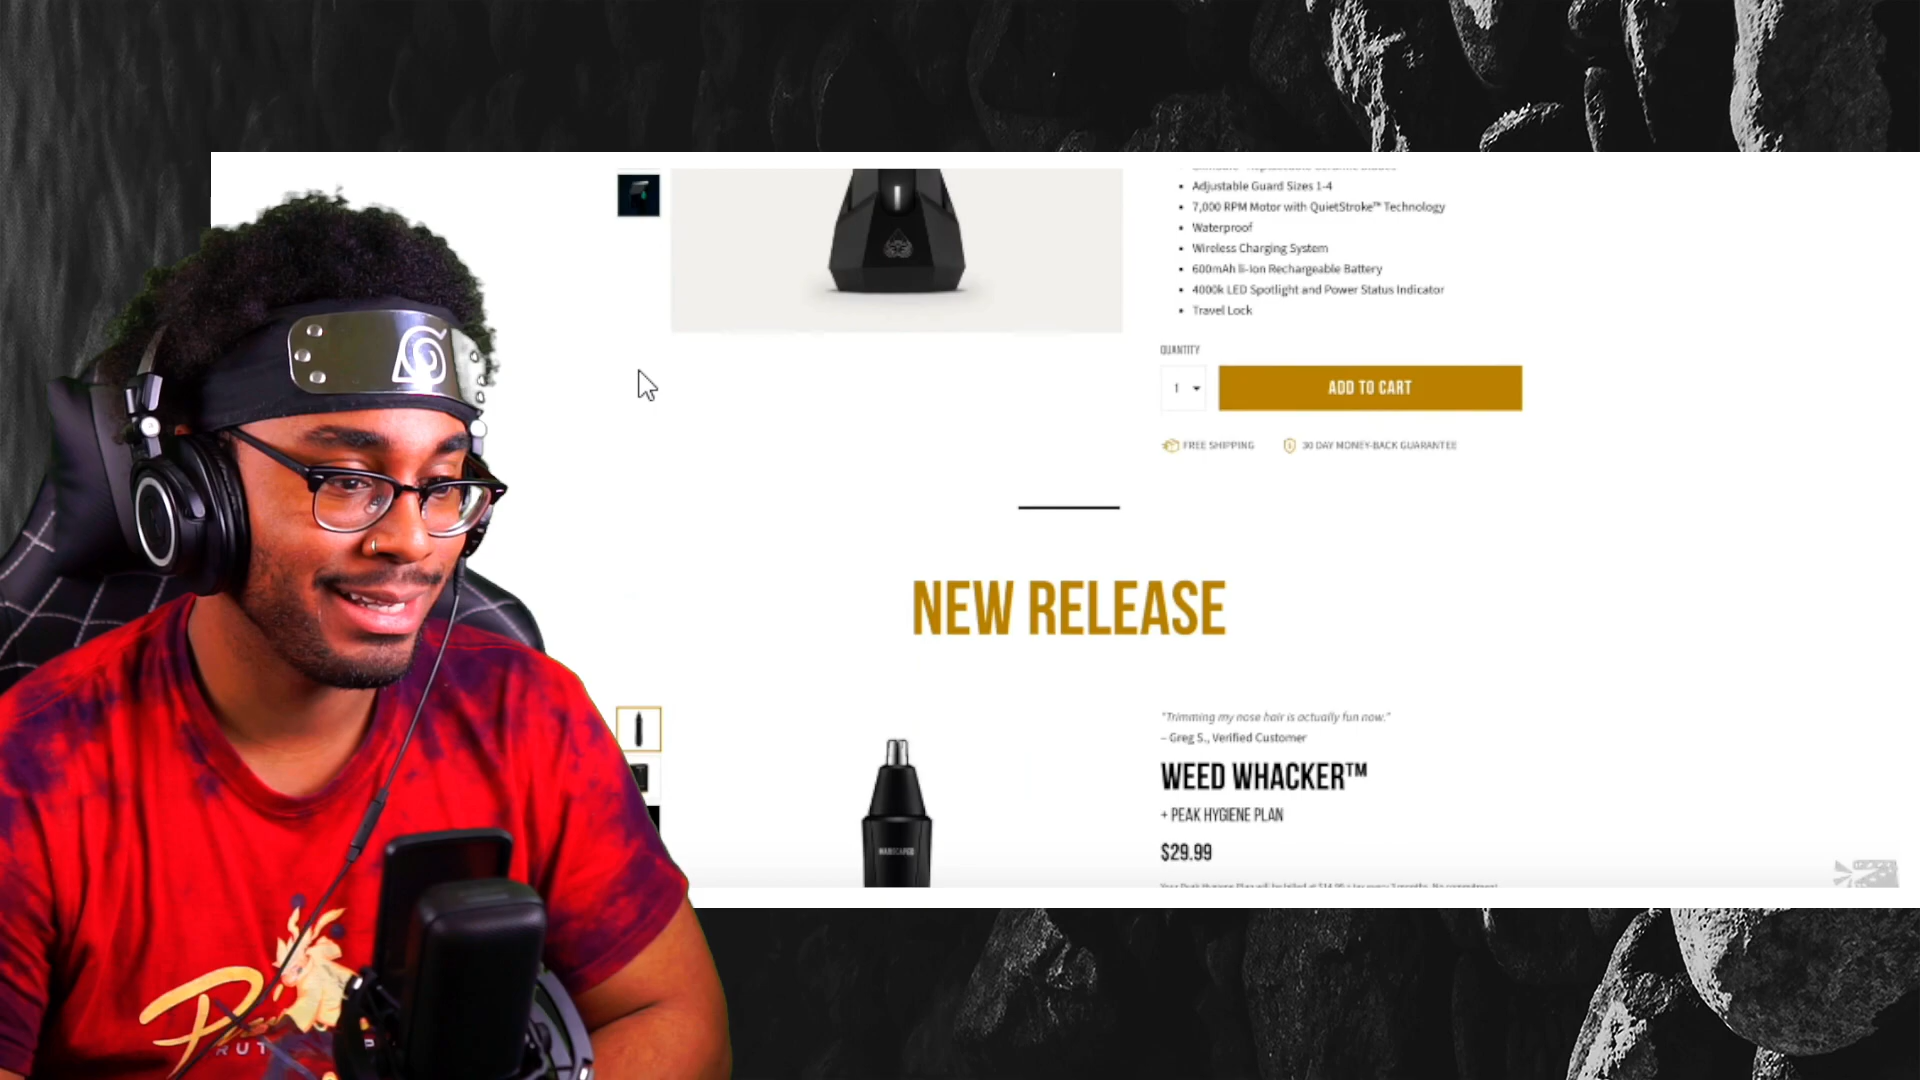 Adjustable Guard Sizes 1-4
7,000 RPM Motor with QuietStroke™ Technology
Waterproof
Wireless Charging System
600mAh li-Ion Rechargeable Battery
4000k LED Spotlight and Power Status Indicator
Travel Lock
QUANTITY
1
ADD TO CART
FREE SHIPPING
30 DAY MONEY-BACK GUARANTEE
NEW RELEASE
"Trimming my nose hair is actually fun now."
– Greg S., Verified Customer
WEED WHACKER™
+ PEAK HYGIENE PLAN
$29.99
MANSCAPED